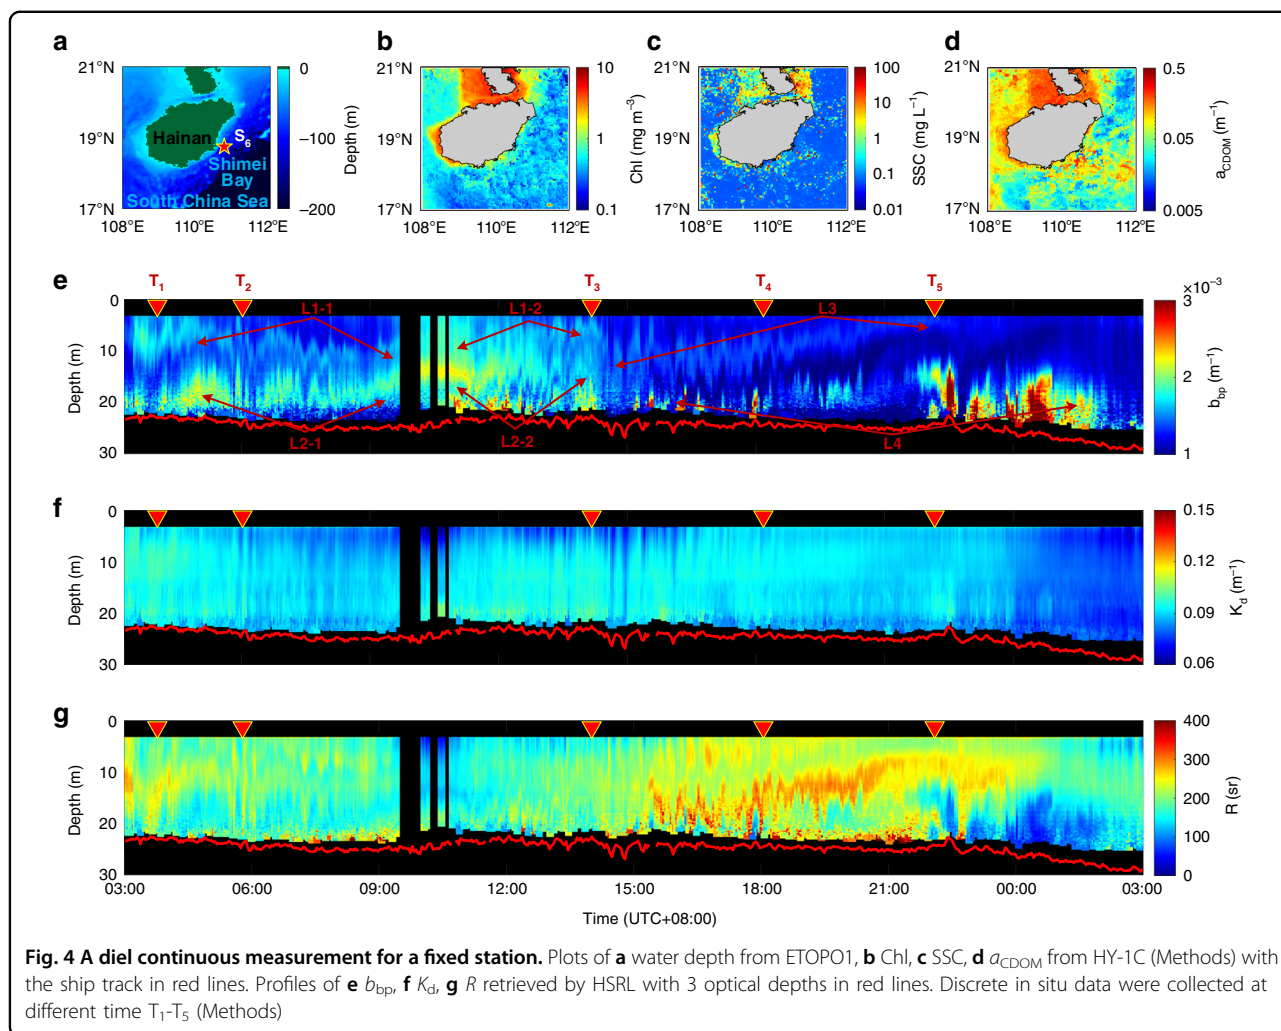 a
b
c
d
21°N
19°N
17°N
108°E
110°E
112°E
Hainan
S6
Shimei
Bay
South China Sea
0
−100
−200
Depth (m)
21°N
19°N
17°N
108°E
110°E
112°E
10
1
0.1
Chl (mg m−3)
21°N
19°N
17°N
108°E
110°E
112°E
100
10
1
0.1
0.01
SSC (mg L−1)
21°N
19°N
17°N
108°E
110°E
112°E
0.5
0.05
0.005
aCDOM (m−1)
e
T1
T2
T3
T4
T5
0
10
20
30
Depth (m)
L1-1
L1-2
L3
L2-1
L2-2
L4
×10−3
3
2
1
bbp (m−1)
f
0
10
20
30
Depth (m)
0.15
0.12
0.09
0.06
Kd (m−1)
g
0
10
20
30
Depth (m)
400
300
200
100
0
R (sr)
03:00
06:00
09:00
12:00
15:00
18:00
21:00
00:00
03:00
Time (UTC+08:00)
Fig. 4 A diel continuous measurement for a fixed station. Plots of a water depth from ETOPO1, b Chl, c SSC, d aCDOM from HY-1C (Methods) with
the ship track in red lines. Profiles of e bbp, f Kd, g R retrieved by HSRL with 3 optical depths in red lines. Discrete in situ data were collected at
different time T1-T5 (Methods)